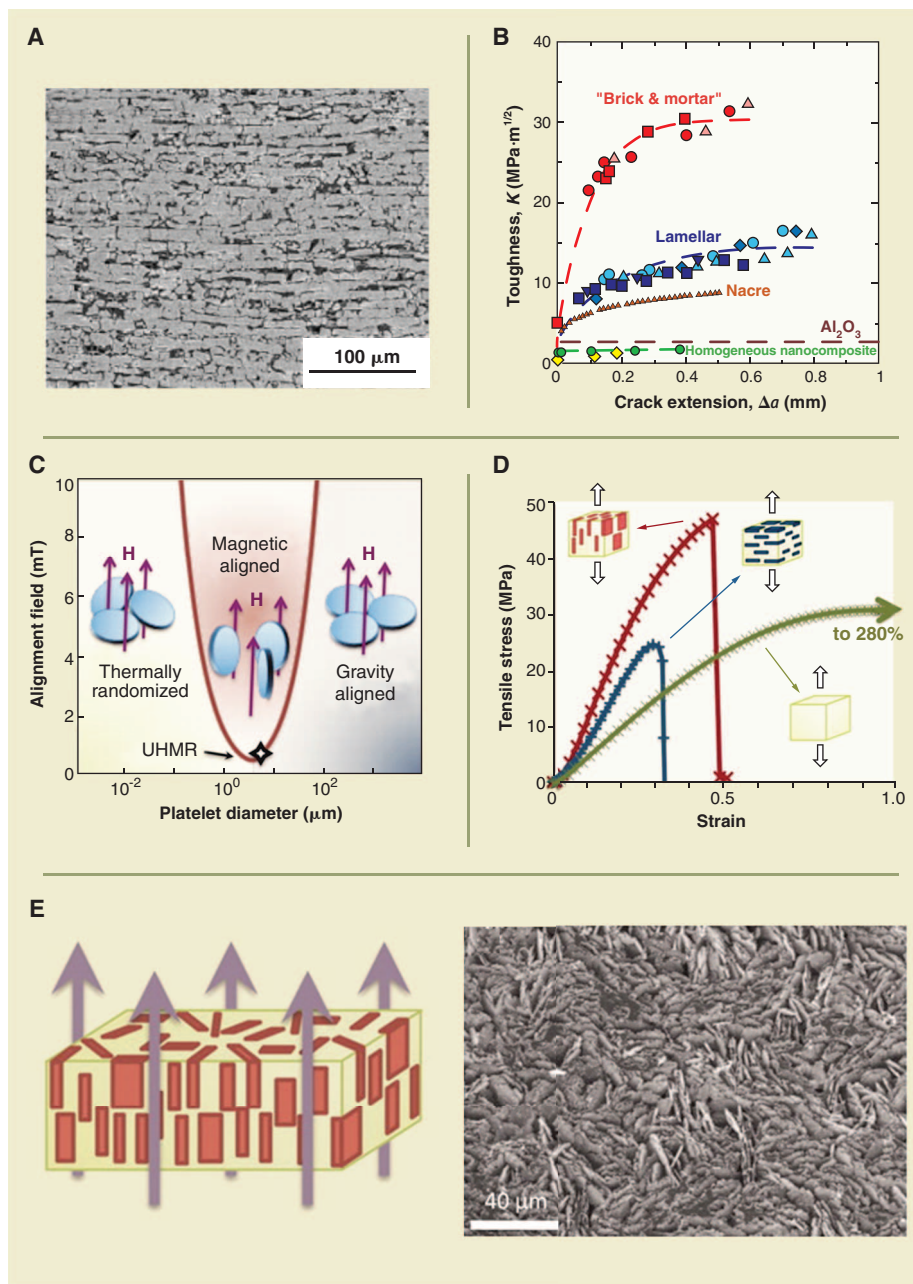 A
100 μm
B
40
30
20
10
0
Toughness, K (MPa·m1/2)
"Brick & mortar"
Lamellar
Nacre
Al2O3
Homogeneous nanocomposite
0
0.2
0.4
0.6
0.8
1
Crack extension, Δa (mm)
C
10
8
6
4
2
0
Alignment field (mT)
H
Thermally
randomized
Magnetic
aligned
H
H
Gravity
aligned
UHMR
10-2
100
102
Platelet diameter (μm)
D
50
40
30
20
10
0
Tensile stress (MPa)
to 280%
0
0.5
1.0
Strain
E
40 μm